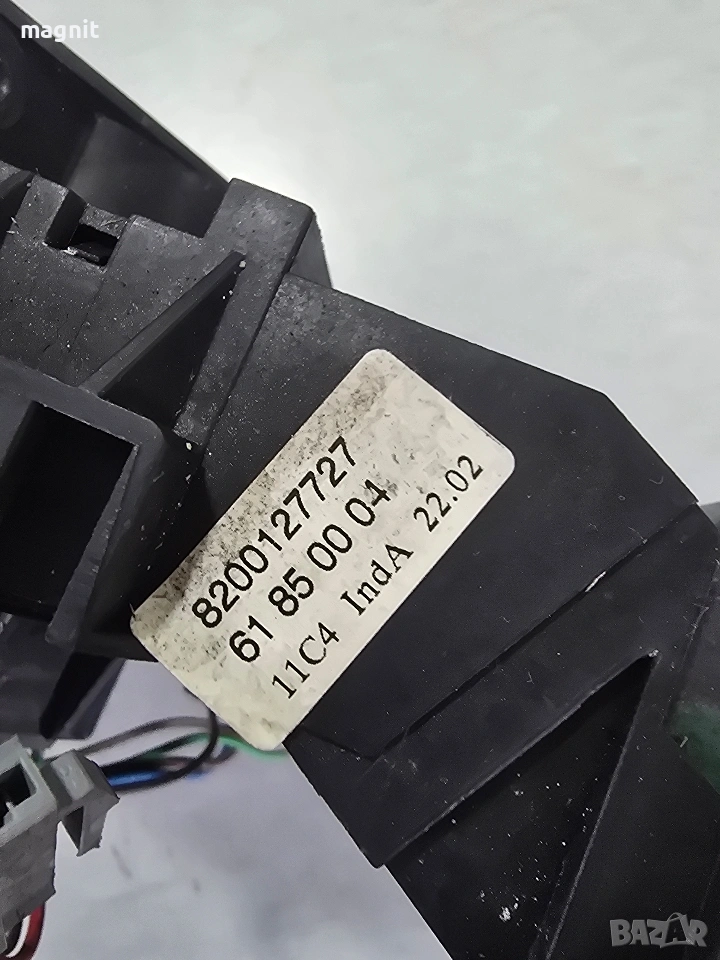 magnit
8200127727
61 85 00 04
11C4 IndA 22.02
BAZAR